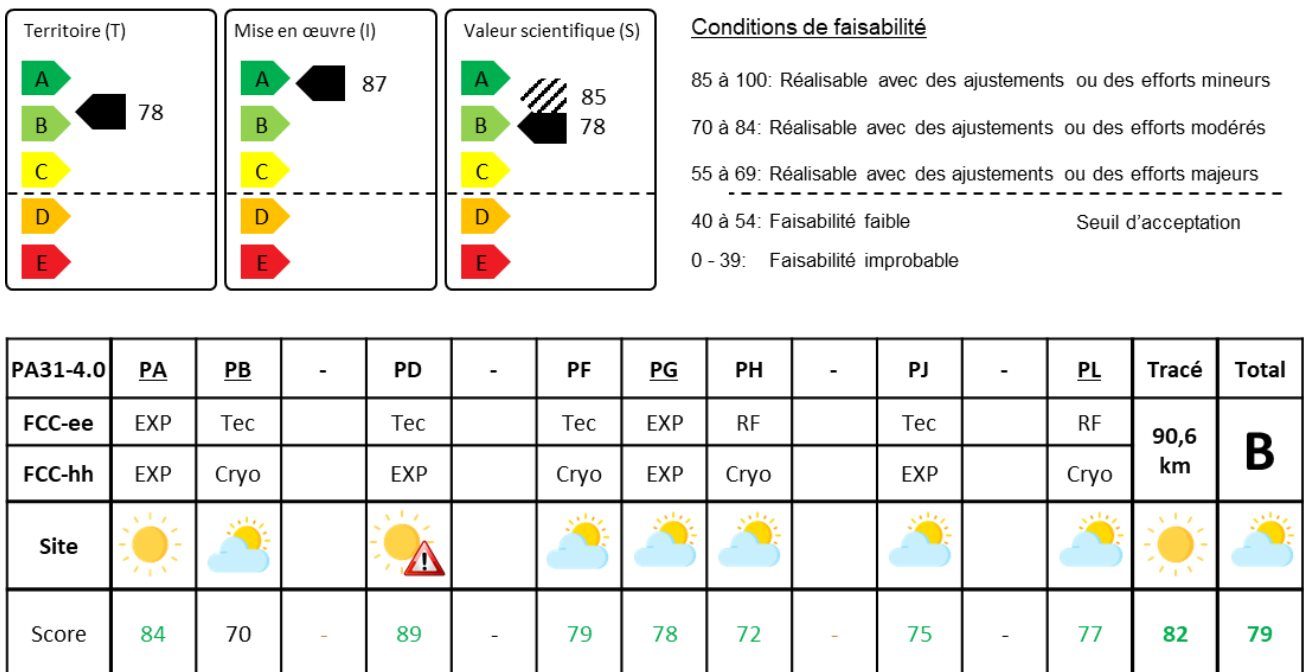 Territoire (T)
A
B
C
D
E
78
Mise en œuvre (I)
A
B
C
D
E
87
Valeur scientifique (S)
A
B
C
D
E
85
78
Conditions de faisabilité
85 à 100: Réalisable avec des ajustements ou des efforts mineurs
70 à 84: Réalisable avec des ajustements ou des efforts modérés
55 à 69: Réalisable avec des ajustements ou des efforts majeurs
40 à 54: Faisabilité faible Seuil d’acceptation
0 - 39: Faisabilité improbable
PA31-4.0 PA PB - PD - PF PG PH - PJ - PL Tracé Total
FCC-ee EXP Tec Tec Tec EXP RF Tec RF 90,6 km B
FCC-hh EXP Cryo EXP Cryo EXP Cryo EXP Cryo
Site !
Score 84 70 - 89 - 79 78 72 - 75 - 77 82 79